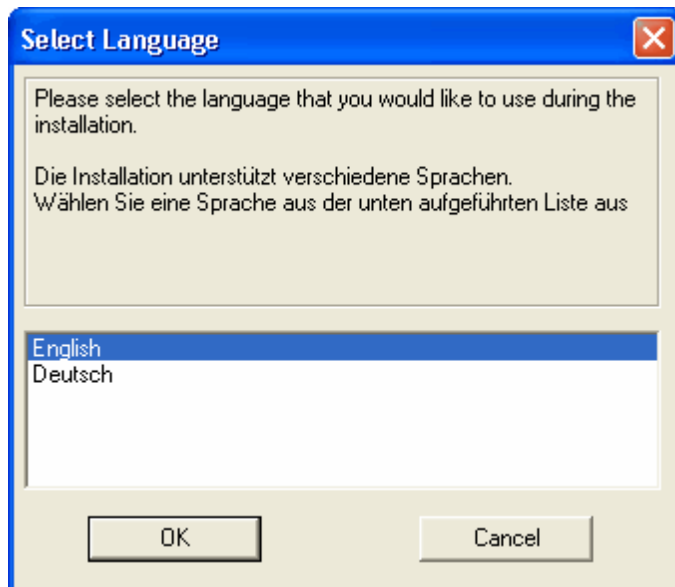 Select Language
Please select the language that you would like to use during the
installation.
Die Installation unterstützt verschiedene Sprachen.
Wählen Sie eine Sprache aus der unten aufgeführten Liste aus
English
Deutsch
OK
Cancel